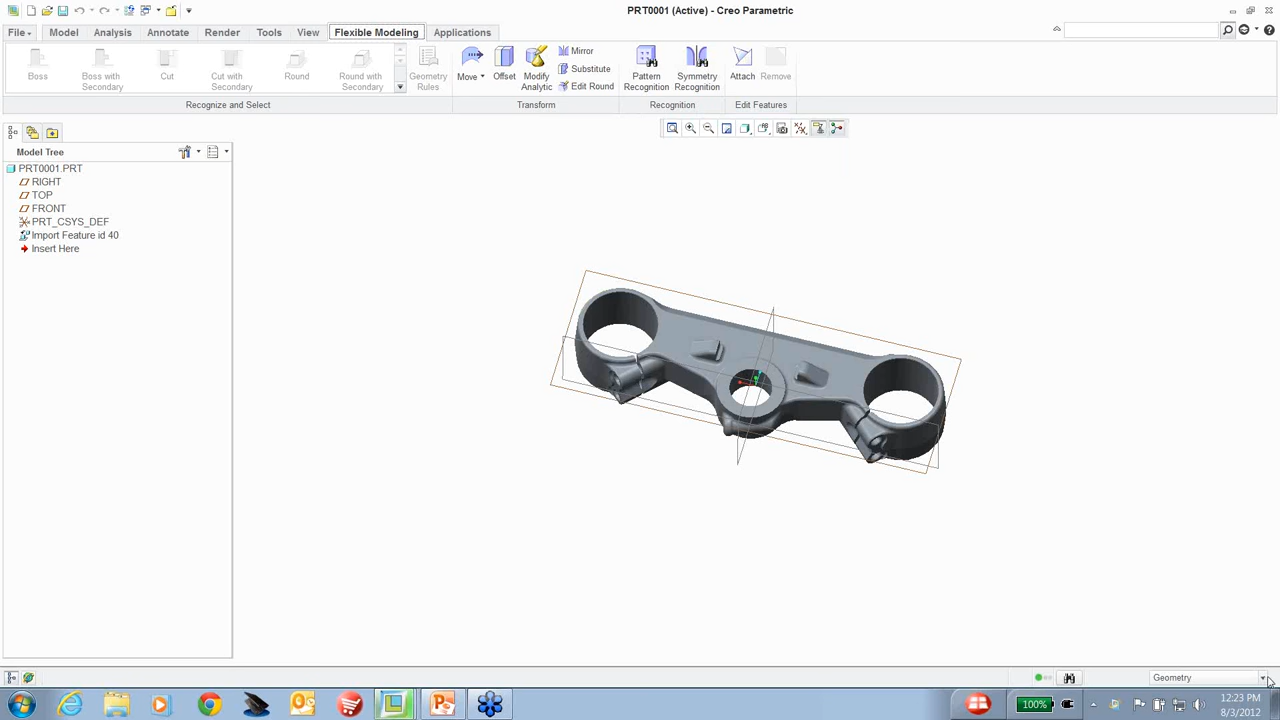 PRT0001 (Active) - Creo Parametric
File Model Analysis Annotate Render Tools View Flexible Modeling Applications
Boss
Boss with Secondary
Cut
Cut with Secondary
Round
Round with Secondary
Geometry Rules
Move
Offset
Modify Analytic
Mirror
Substitute
Edit Round
Pattern Recognition
Symmetry Recognition
Attach
Remove
Recognize and Select
Transform
Recognition
Edit Features
Model Tree
PRT0001.PRT
RIGHT
TOP
FRONT
PRT_CSYS_DEF
Import Feature id 40
Insert Here
Geometry
100%
12:23 PM
8/3/2012